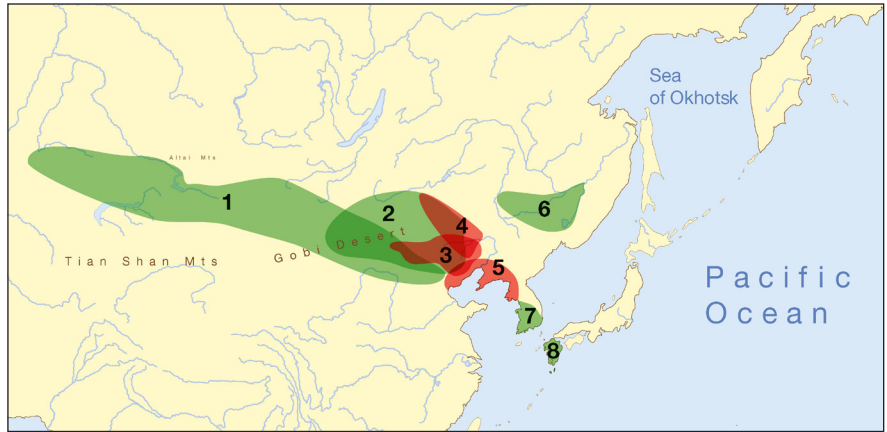 Sea
of Okhotsk
Altai Mts
1
2
6
4
3
Gobi Desert
Tian Shan Mts
5
Pacific
Ocean
7
8